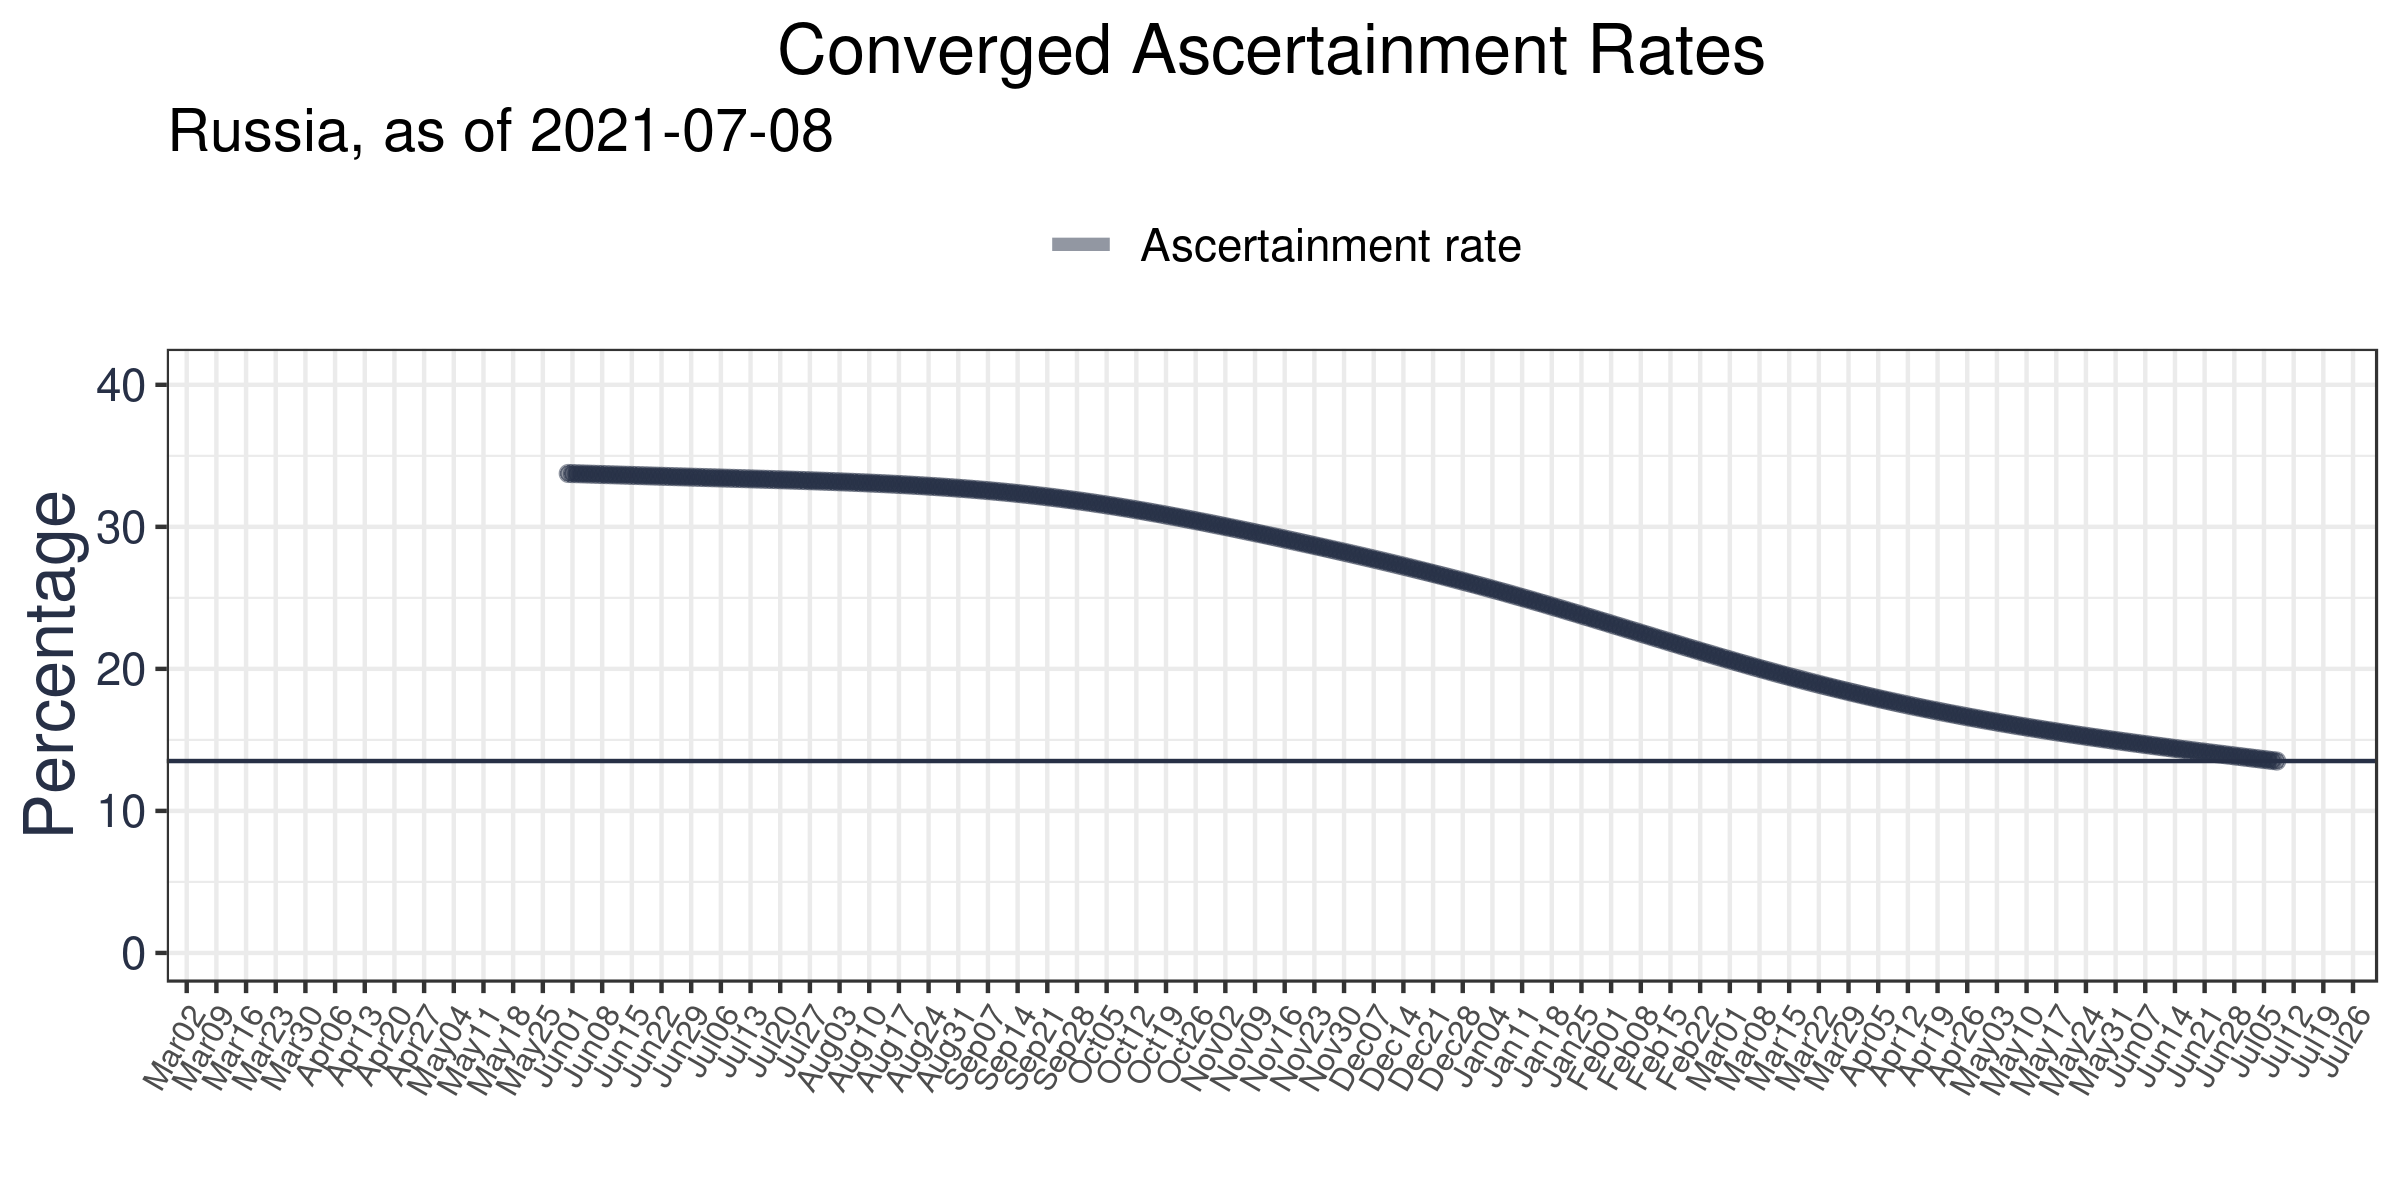 Converged Ascertainment Rates
Russia, as of 2021-07-08
Ascertainment rate
Percentage
40
30
20
10
0
Mar02 Mar09 Mar16 Mar23 Mar30 Apr06 Apr13 Apr20 Apr27 May04 May11 May18 May25 Jun01 Jun08 Jun15 Jun22 Jun29 Jul06 Jul13 Jul20 Jul27 Aug03 Aug10 Aug17 Aug24 Aug31 Sep07 Sep14 Sep21 Sep28 Oct05 Oct12 Oct19 Oct26 Nov02 Nov09 Nov16 Nov23 Nov30 Dec07 Dec14 Dec21 Dec28 Jan04 Jan11 Jan18 Jan25 Feb01 Feb08 Feb15 Feb22 Mar01 Mar08 Mar15 Mar22 Mar29 Apr05 Apr12 Apr19 Apr26 May03 May10 May17 May24 May31 Jun07 Jun14 Jun21 Jun28 Jul05 Jul12 Jul19 Jul26